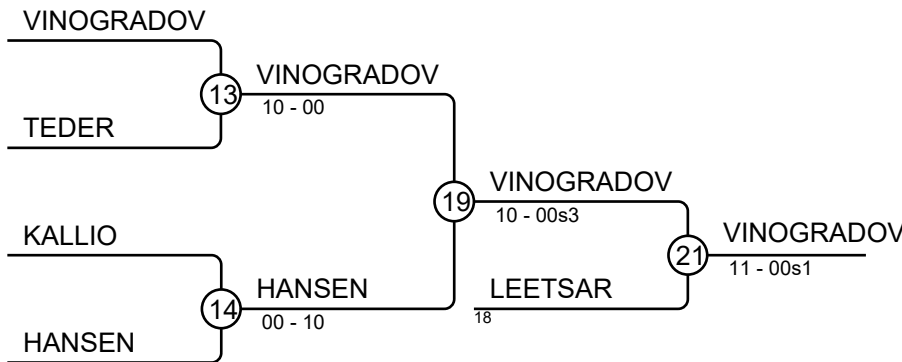 VINOGRADOV
13
VINOGRADOV
10 - 00
TEDER
19
VINOGRADOV
10 - 00s3
KALLIO
21
VINOGRADOV
11 - 00s1
14
HANSEN
00 - 10
LEETSAR
18
HANSEN